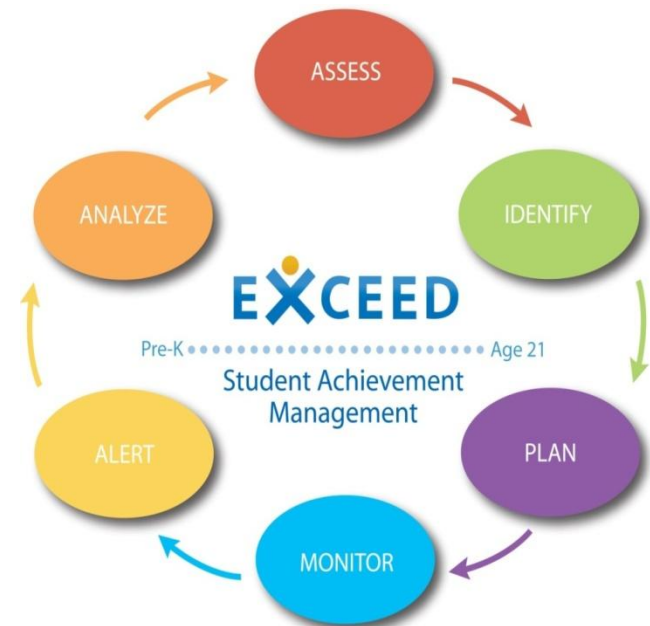 ASSESS
ANALYZE
IDENTIFY
EXCEED
Pre-K Age 21
Student Achievement
Management
ALERT
PLAN
MONITOR